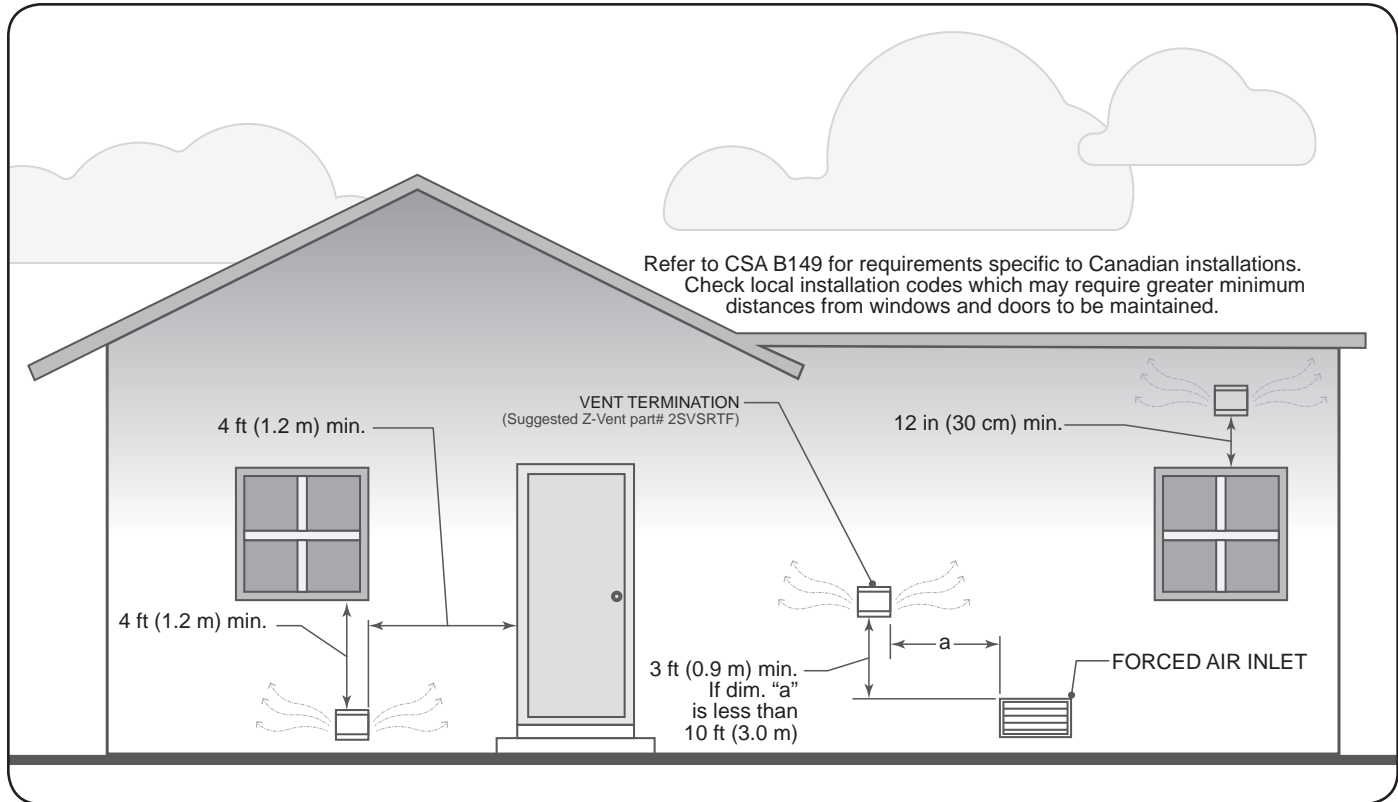 Refer to CSA B149 for requirements specific to Canadian installations.
Check local installation codes which may require greater minimum
distances from windows and doors to be maintained.
VENT TERMINATION
(Suggested Z-Vent part# 2SVSRTF)
4 ft (1.2 m) min.
12 in (30 cm) min.
4 ft (1.2 m) min.
a
3 ft (0.9 m) min.
If dim. “a”
is less than
10 ft (3.0 m)
FORCED AIR INLET